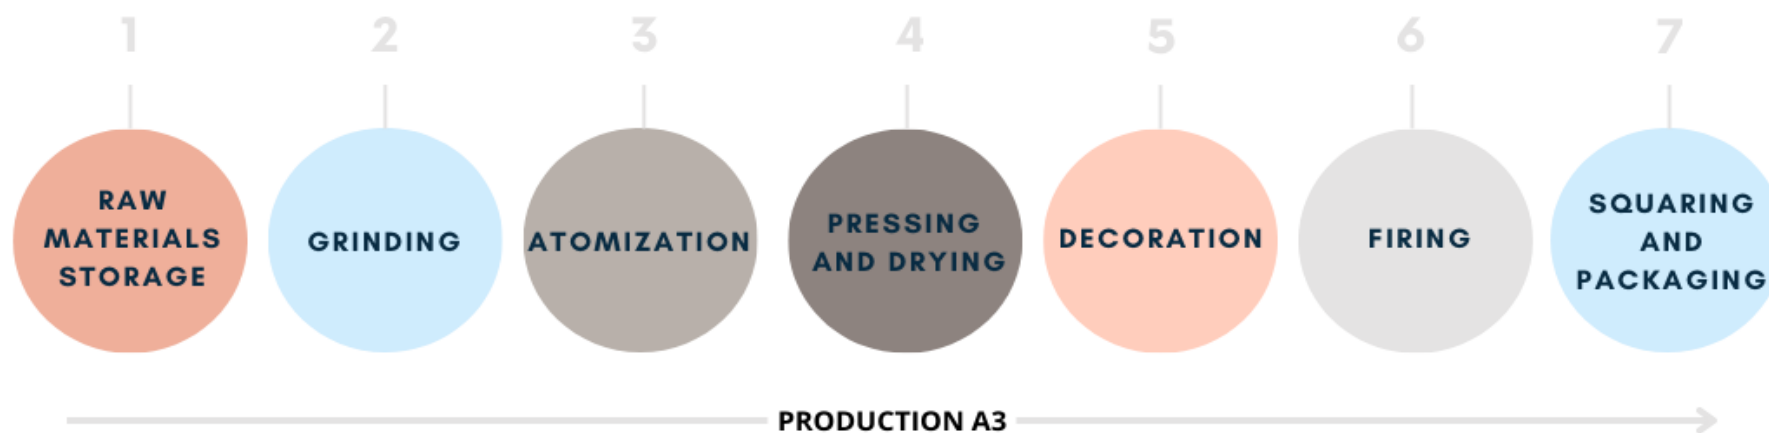 1 2 3 4 5 6 7
RAW
MATERIALS
STORAGE
GRINDING
ATOMIZATION
PRESSING
AND DRYING
DECORATION
FIRING
SQUARING
AND
PACKAGING
PRODUCTION A3